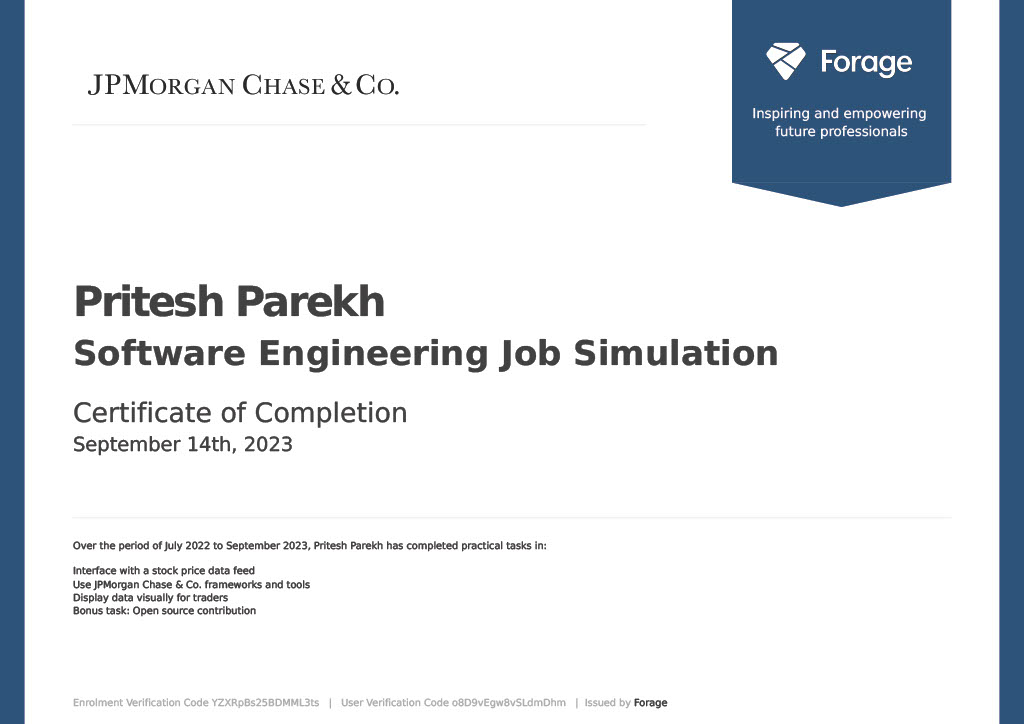 JPMORGAN CHASE & CO.
Forage
Inspiring and empowering
future professionals
Pritesh Parekh
Software Engineering Job Simulation
Certificate of Completion
September 14th, 2023
Over the period of July 2022 to September 2023, Pritesh Parekh has completed practical tasks in:
Interface with a stock price data feed
Use JPMorgan Chase & Co. frameworks and tools
Display data visually for traders
Bonus task: Open source contribution
Enrolment Verification Code YZXRpBs25BDMML3ts | User Verification Code o8D9vEgw8vSLdmDhm | Issued by Forage